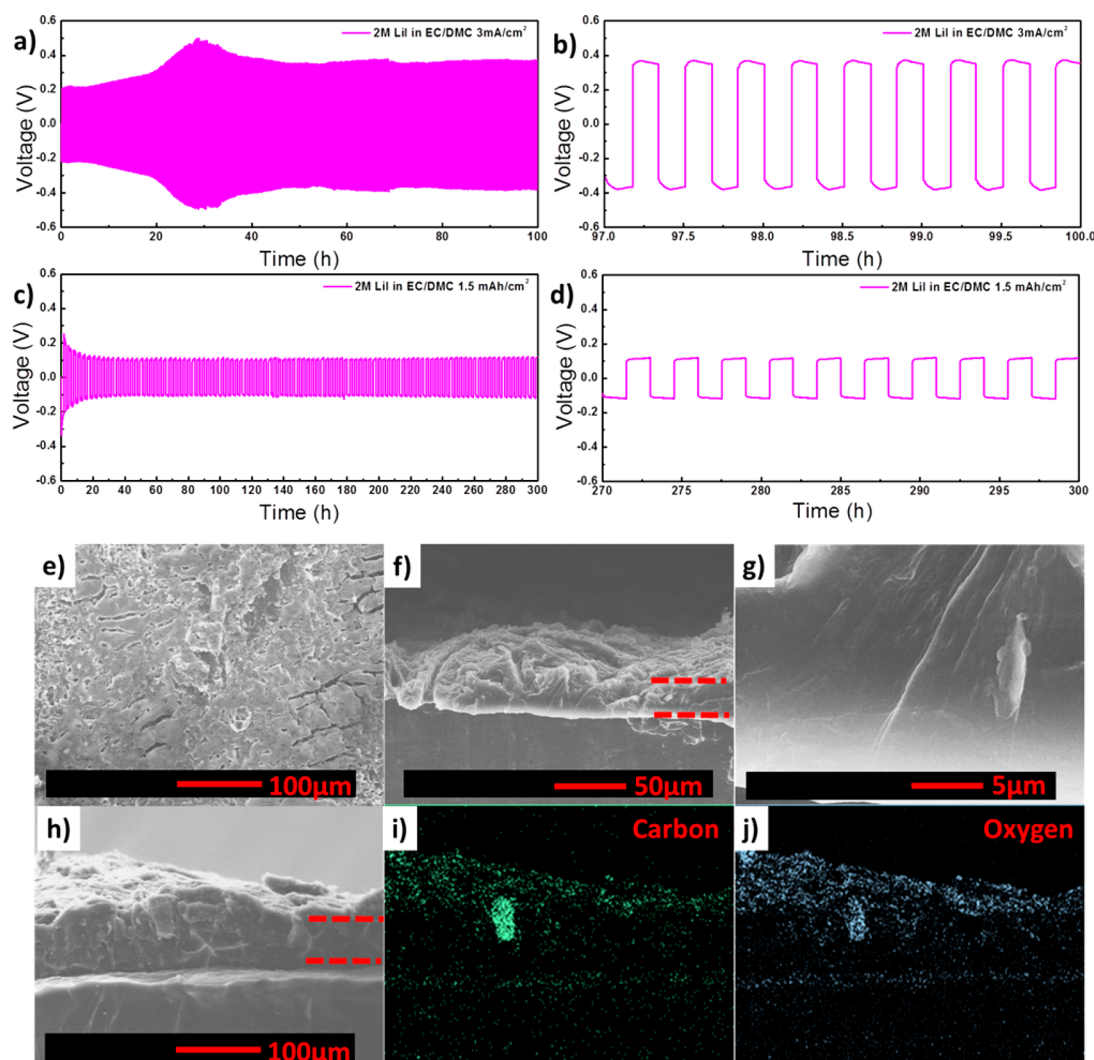 a)
2M LiI in EC/DMC 3mA/cm²
Voltage (V)
0.6
0.4
0.2
0.0
-0.2
-0.4
-0.6
0 20 40 60 80 100
Time (h)
b)
2M LiI in EC/DMC 3mA/cm²
Voltage (V)
0.6
0.4
0.2
0.0
-0.2
-0.4
-0.6
97.0 97.5 98.0 98.5 99.0 99.5 100.0
Time (h)
c)
2M LiI in EC/DMC 1.5 mAh/cm²
Voltage (V)
0.6
0.4
0.2
0.0
-0.2
-0.4
-0.6
0 20 40 60 80 100 120 140 160 180 200 220 240 260 280 300
Time (h)
d)
2M LiI in EC/DMC 1.5 mAh/cm²
Voltage (V)
0.6
0.4
0.2
0.0
-0.2
-0.4
-0.6
270 275 280 285 290 295 300
Time (h)
e)
100μm
f)
50μm
g)
5μm
h)
100μm
i)
Carbon
j)
Oxygen